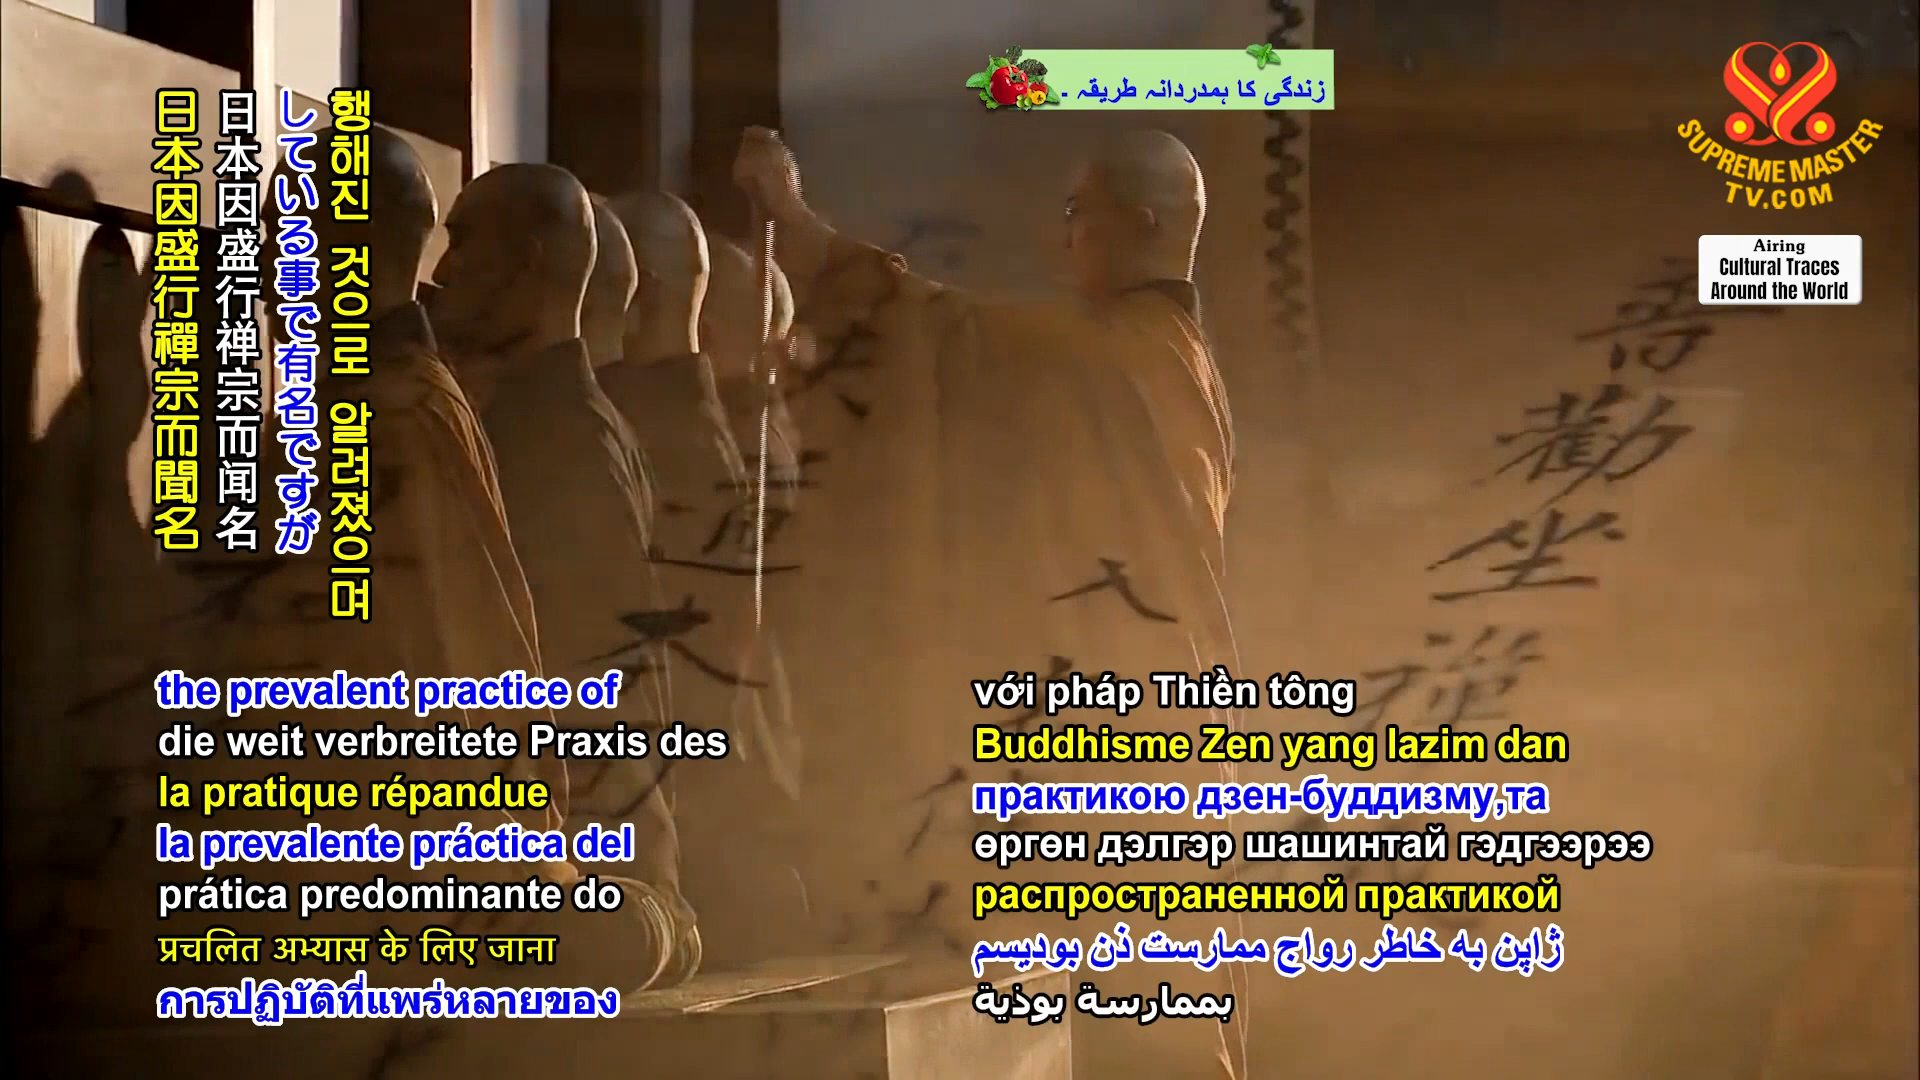 زندگی کا ہمدردانہ طریقہ ۔
SUPREME MASTER
TV.COM
Airing
Cultural Traces
Around the World
행해진 것으로 알려졌으며
している事で有名ですが
日本因盛行禅宗而闻名
日本因盛行禪宗而聞名
勸
坐
禪
the prevalent practice of
die weit verbreitete Praxis des
la pratique répandue
la prevalente práctica del
prática predominante do
प्रचलित अभ्यास के लिए जाना
การปฏิบัติที่แพร่หลายของ
với pháp Thiền tông
Buddhisme Zen yang lazim dan
практикою дзен-буддизму,та
өргөн дэлгэр шашинтай гэдгээрээ
распространенной практикой
ژاپن به خاطر رواج ممارست ذن بودیسم
بممارسة بوذية